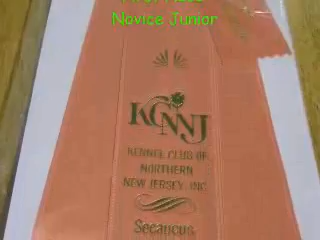 Novice Junior
KCNNJ
KENNEL CLUB OF
NORTHERN
NEW JERSEY, INC.
Secaucus